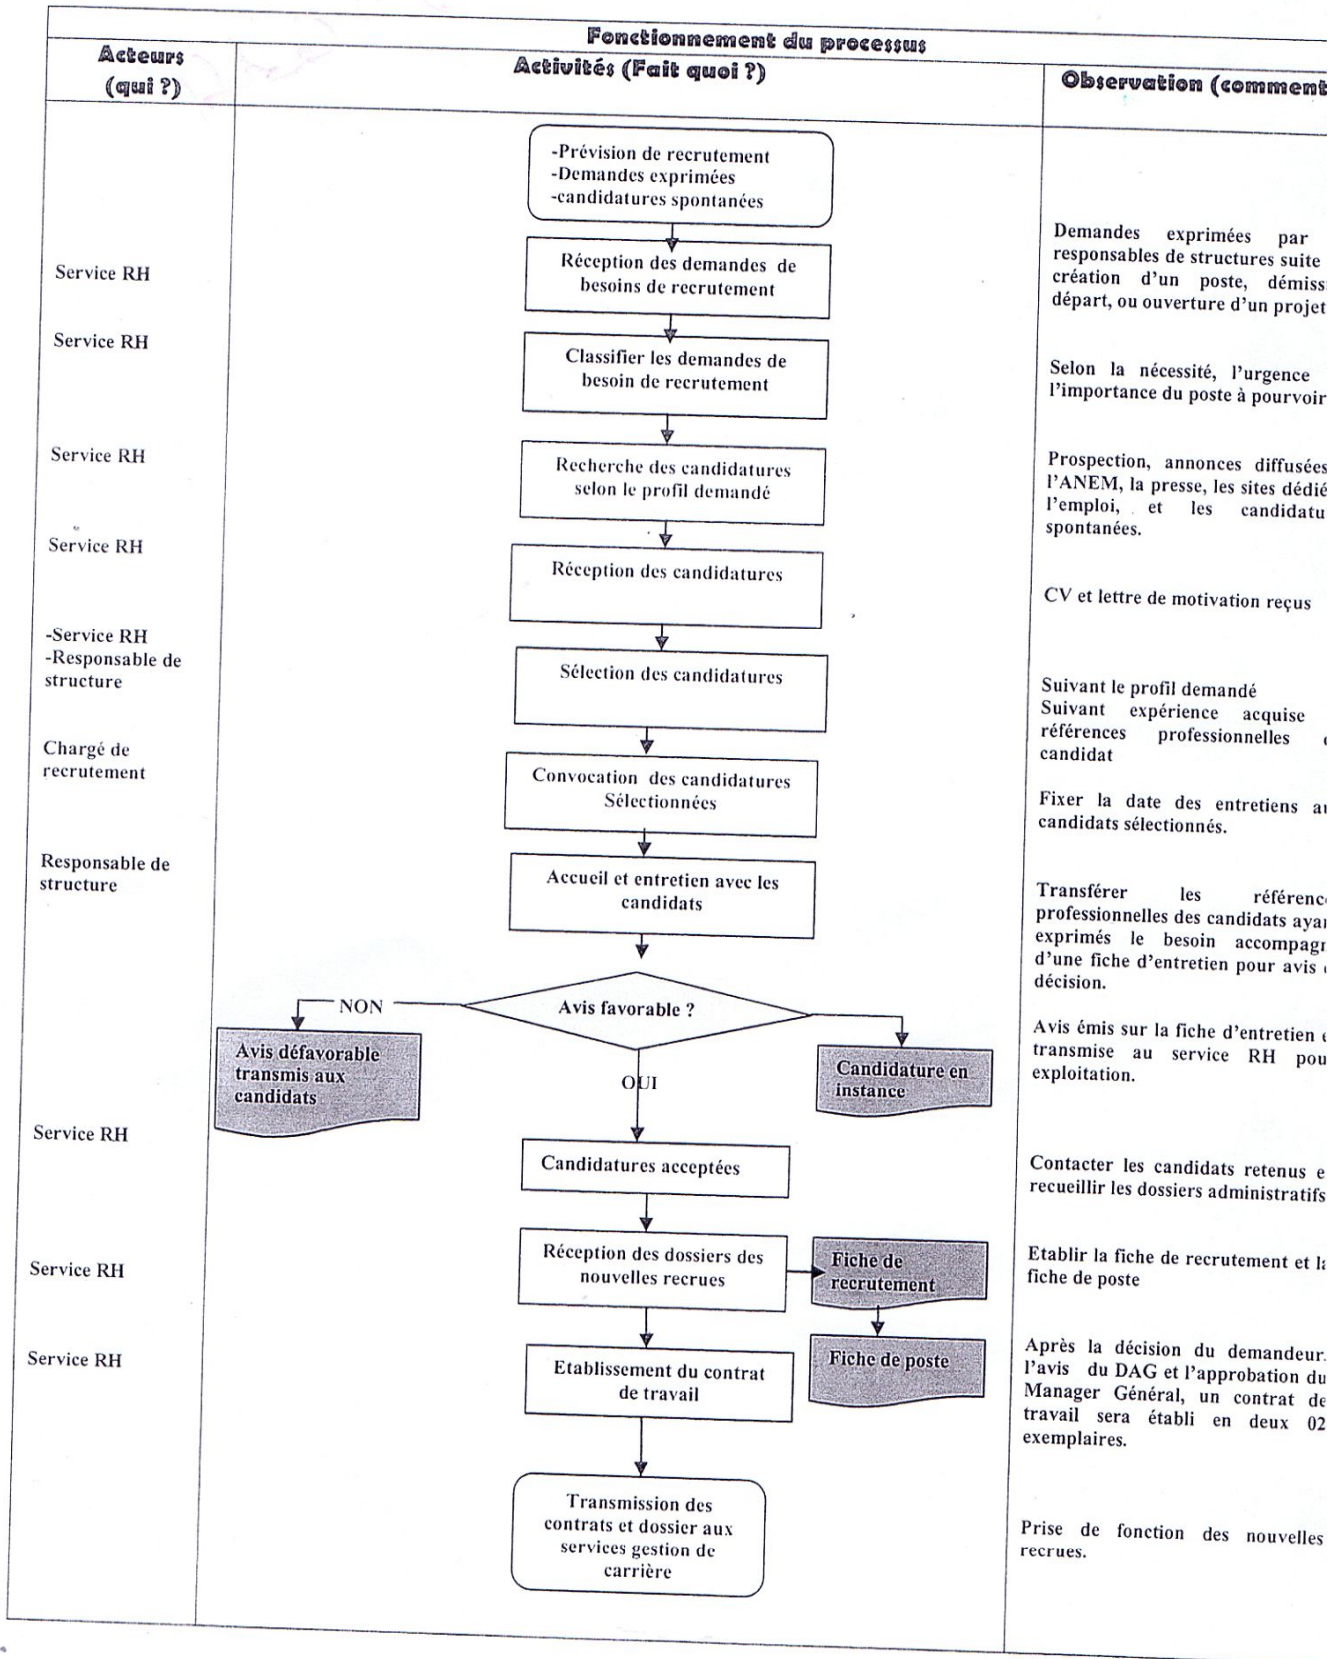 Fonctionnement du processus
Acteurs
(qui ?)
Activités (Fait quoi ?)
Observation (comment
-Prévision de recrutement
-Demandes exprimées
-candidatures spontanées
Service RH
Réception des demandes de
besoins de recrutement
Demandes exprimées par
responsables de structures suite
création d'un poste, démiss
départ, ou ouverture d'un projet
Service RH
Classifier les demandes de
besoin de recrutement
Selon la nécessité, l'urgence
l'importance du poste à pourvoir
Service RH
Recherche des candidatures
selon le profil demandé
Prospection, annonces diffusées
l'ANEM, la presse, les sites dédié
l'emploi, et les candidatu
spontanées.
Service RH
Réception des candidatures
CV et lettre de motivation reçus
-Service RH
-Responsable de
structure
Sélection des candidatures
Suivant le profil demandé
Suivant expérience acquise
références professionnelles
candidat
Chargé de
recrutement
Convocation des candidatures
Sélectionnées
Fixer la date des entretiens au
candidats sélectionnés.
Responsable de
structure
Accueil et entretien avec les
candidats
Transférer les référenc
professionnelles des candidats ayan
exprimés le besoin accompagn
d'une fiche d'entretien pour avis
décision.
NON
Avis favorable ?
OUI
Avis défavorable
transmis aux
candidats
Candidature en
instance
Avis émis sur la fiche d'entretien e
transmise au service RH pou
exploitation.
Service RH
Candidatures acceptées
Contacter les candidats retenus e
recueillir les dossiers administratifs
Service RH
Réception des dossiers des
nouvelles recrues
Fiche de
recrutement
Etablir la fiche de recrutement et la
fiche de poste
Service RH
Etablissement du contrat
de travail
Fiche de poste
Après la décision du demandeur.
l'avis du DAG et l'approbation du
Manager Général, un contrat de
travail sera établi en deux 02
exemplaires.
Transmission des
contrats et dossier aux
services gestion de
carrière
Prise de fonction des nouvelles
recrues.